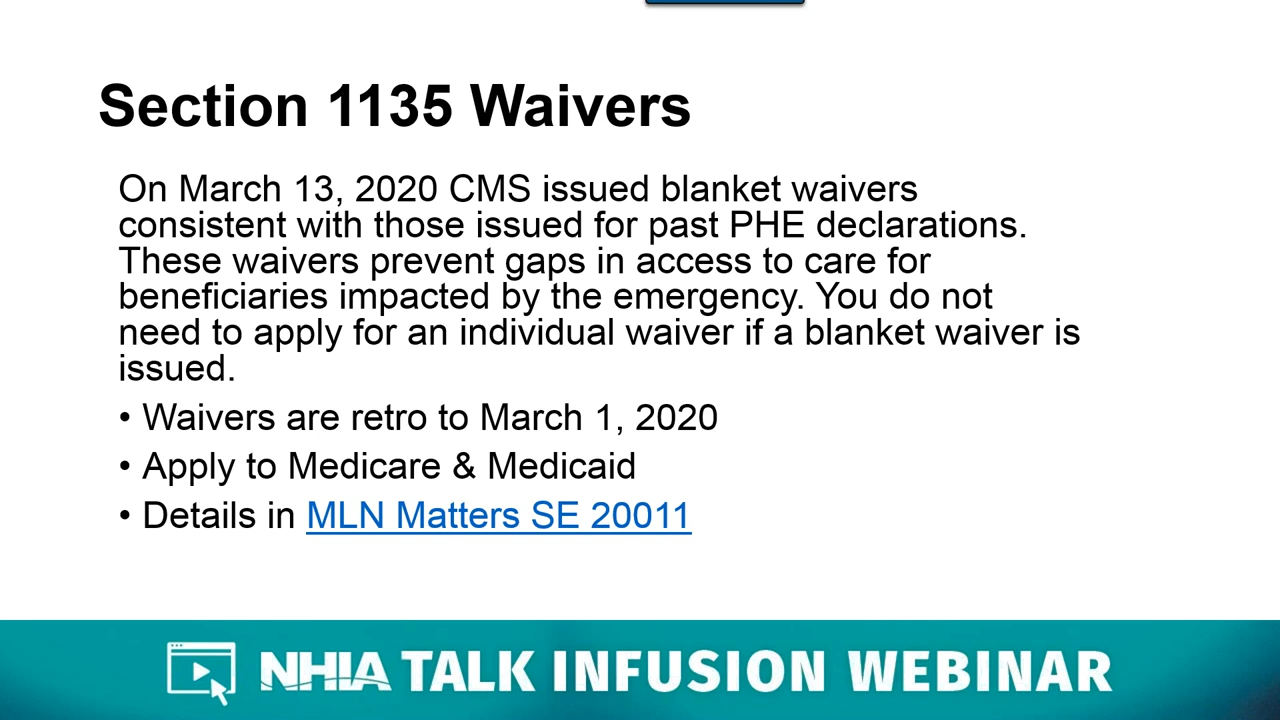 Section 1135 Waivers
On March 13, 2020 CMS issued blanket waivers
consistent with those issued for past PHE declarations.
These waivers prevent gaps in access to care for
beneficiaries impacted by the emergency. You do not
need to apply for an individual waiver if a blanket waiver is
issued.
• Waivers are retro to March 1, 2020
• Apply to Medicare & Medicaid
• Details in MLN Matters SE 20011
NHIA TALK INFUSION WEBINAR